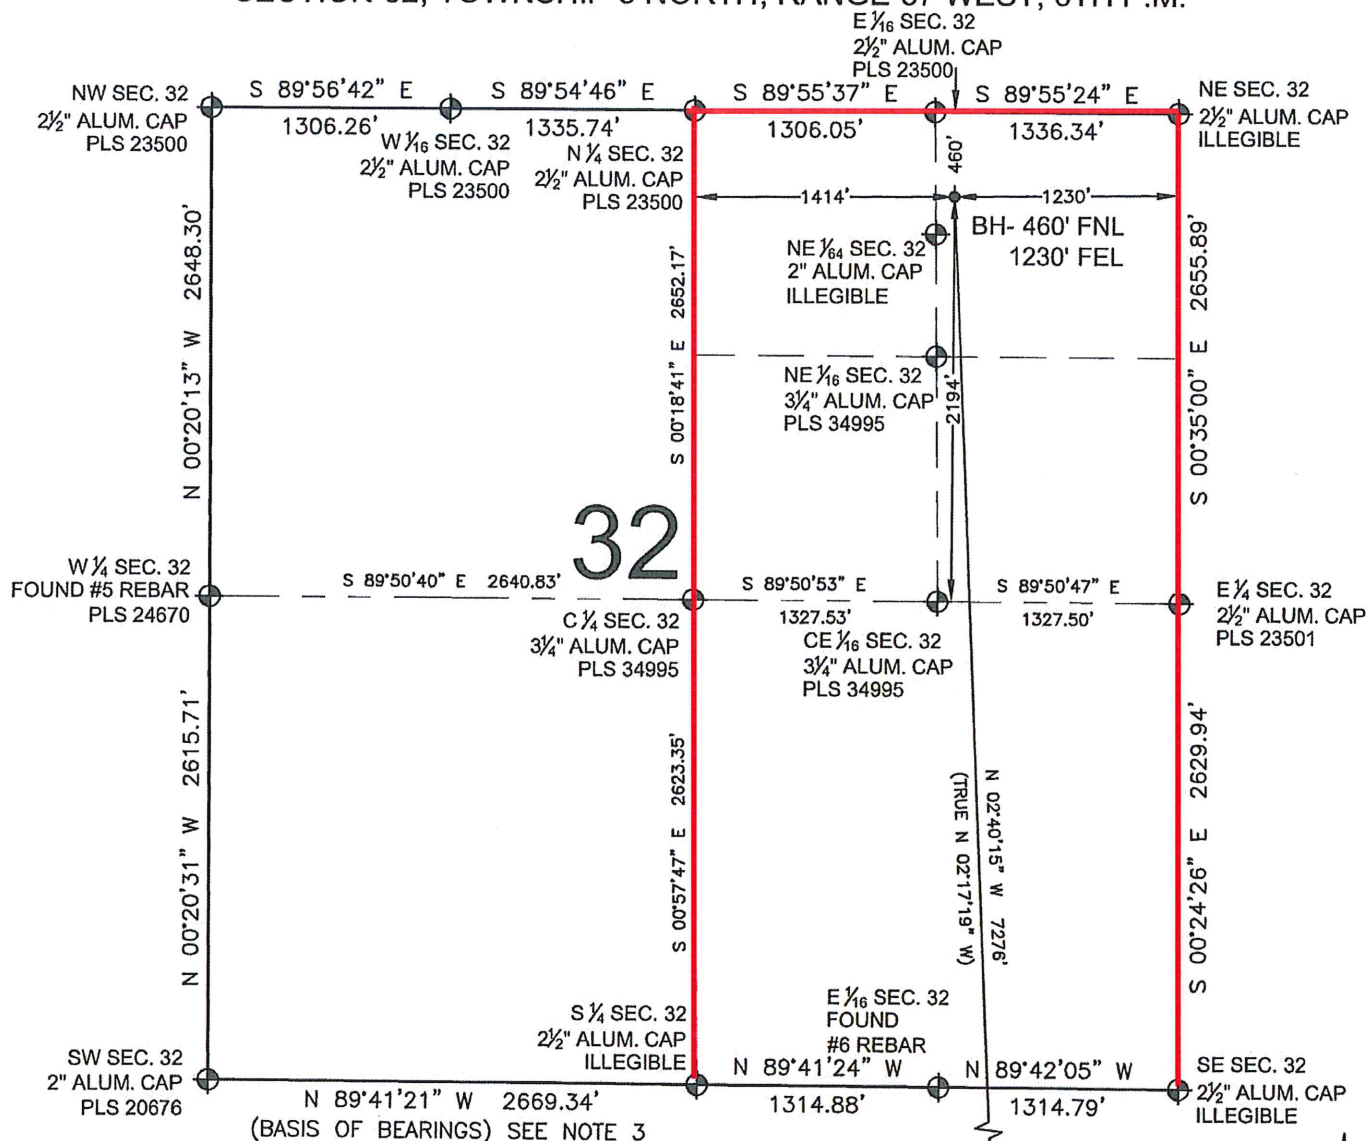 E 1/16 SEC. 32
2½" ALUM. CAP
PLS 23500
NW SEC. 32
2½" ALUM. CAP
PLS 23500
S 89°56'42" E
1306.26'
W 1/16 SEC. 32
2½" ALUM. CAP
PLS 23500
S 89°54'46" E
1335.74'
N ¼ SEC. 32
2½" ALUM. CAP
PLS 23500
S 89°55'37" E
1306.05'
S 89°55'24" E
1336.34'
NE SEC. 32
2½" ALUM. CAP
ILLEGIBLE
460'
1414'
1230'
BH- 460' FNL
1230' FEL
NE 1/64 SEC. 32
2" ALUM. CAP
ILLEGIBLE
N 00°20'13" W 2648.30'
S 00°18'41" E 2652.17'
S 00°35'00" E 2655.89'
NE 1/16 SEC. 32
3¼" ALUM. CAP
PLS 34995
2194'
32
W ¼ SEC. 32
FOUND #5 REBAR
PLS 24670
S 89°50'40" E 2640.83'
C ¼ SEC. 32
3¼" ALUM. CAP
PLS 34995
S 89°50'53" E
1327.53'
CE 1/16 SEC. 32
3¼" ALUM. CAP
PLS 34995
S 89°50'47" E
1327.50'
E ¼ SEC. 32
2½" ALUM. CAP
PLS 23501
N 00°20'31" W 2615.71'
S 00°57'47" E 2623.35'
N 02°40'15" W 7276'
(TRUE N 02°17'19" W)
S 00°24'26" E 2629.94'
SW SEC. 32
2" ALUM. CAP
PLS 20676
S ¼ SEC. 32
2½" ALUM. CAP
ILLEGIBLE
E 1/16 SEC. 32
FOUND
#6 REBAR
N 89°41'24" W
1314.88'
N 89°42'05" W
1314.79'
SE SEC. 32
2½" ALUM. CAP
ILLEGIBLE
N 89°41'21" W 2669.34'
(BASIS OF BEARINGS) SEE NOTE 3